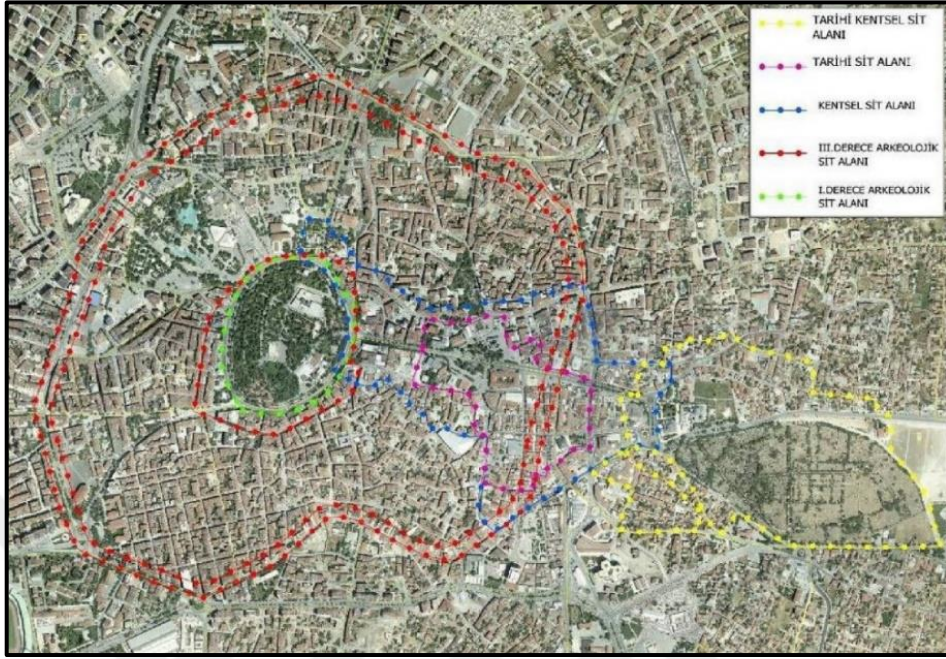 TARİHİ KENTSEL SİT
ALANI
TARİHİ SİT ALANI
KENTSEL SİT ALANI
III.DERECE ARKEOLOJİK
SİT ALANI
I.DERECE ARKEOLOJİK
SİT ALANI